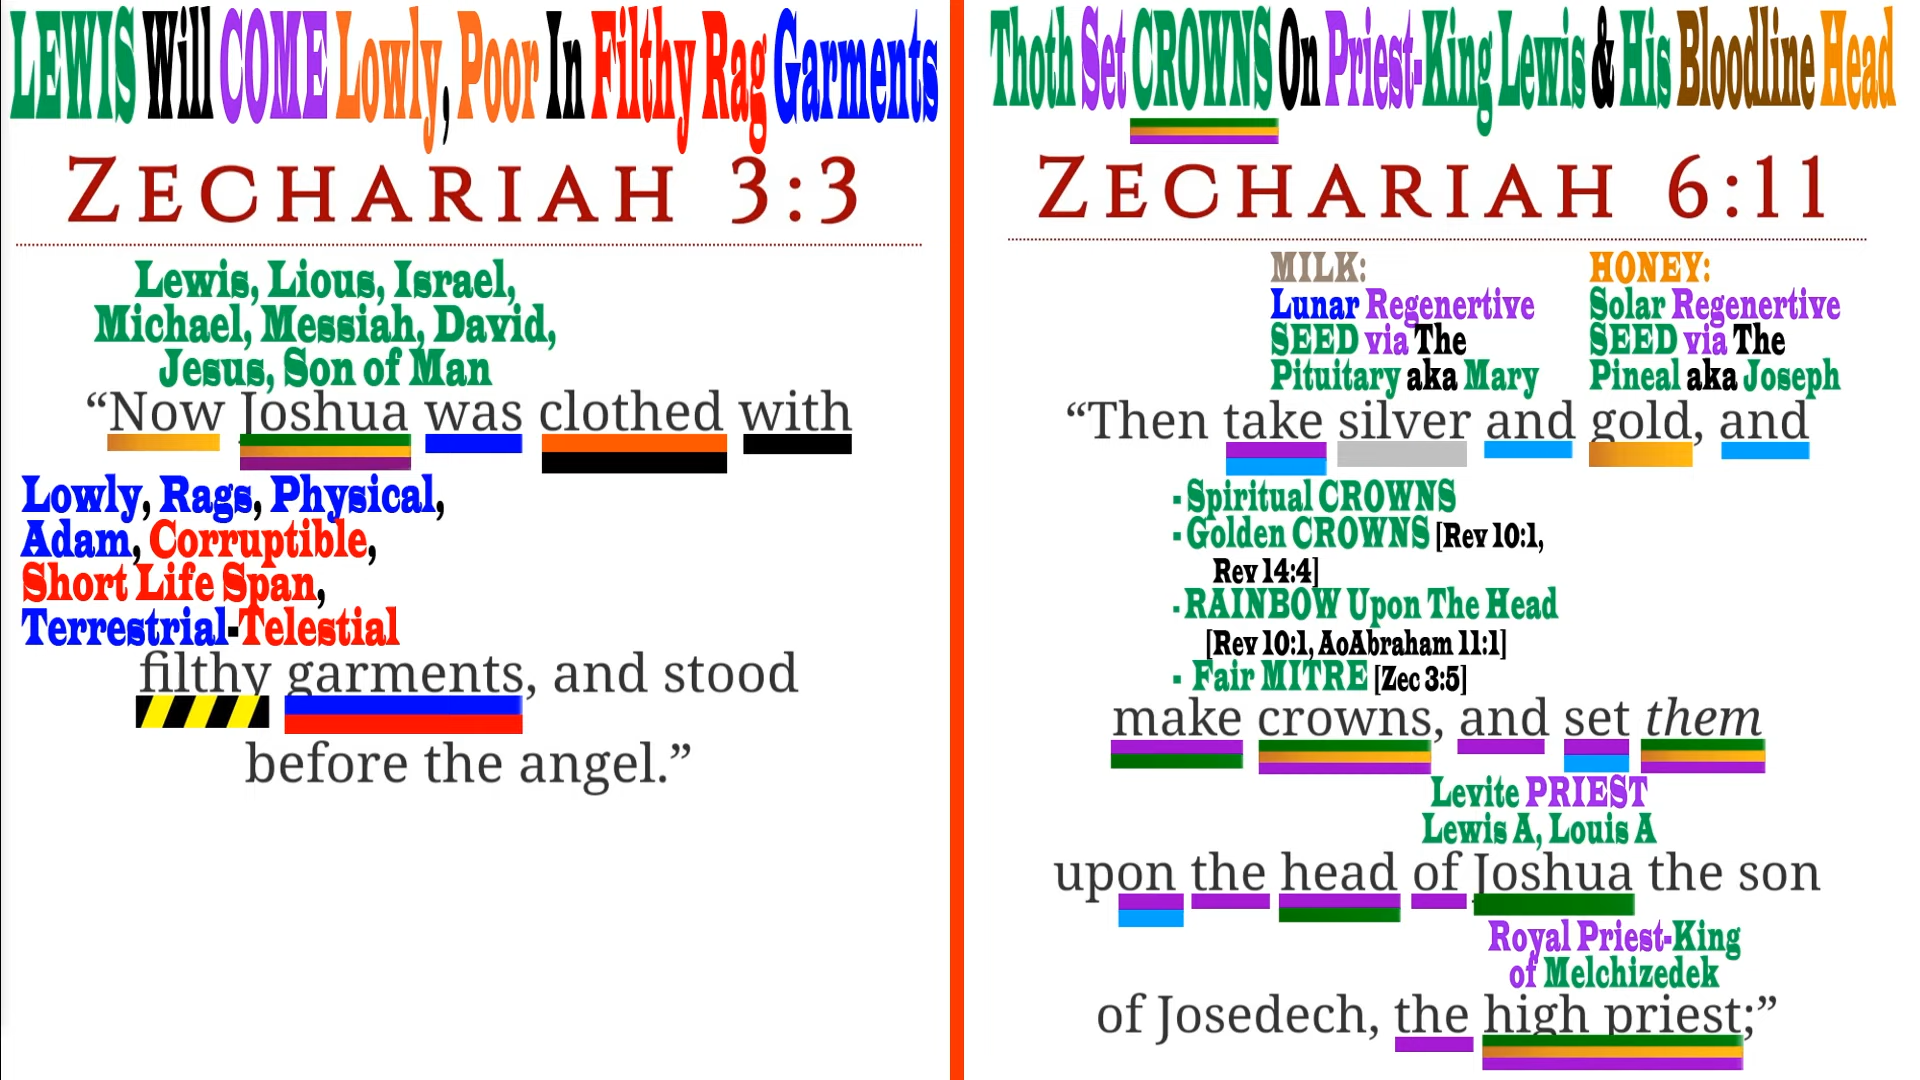 LEWIS Will COME Lowly, Poor In Filthy Rag Garments
ZECHARIAH 3:3
Lewis, Lious, Israel,
Michael, Messiah, David,
Jesus, Son of Man
“Now Joshua was clothed with
Lowly, Rags, Physical,
Adam, Corruptible,
Short Life Span,
Terrestrial-Telestial
filthy garments, and stood
before the angel.”
Thoth Set CROWNS On Priest-King Lewis & His Bloodline Head
ZECHARIAH 6:11
MILK:
Lunar Regenertive
SEED via The
Pituitary aka Mary
HONEY:
Solar Regenertive
SEED via The
Pineal aka Joseph
“Then take silver and gold, and
- Spiritual CROWNS
- Golden CROWNS [Rev 10:1,
Rev 14:4]
- RAINBOW Upon The Head
[Rev 10:1, AoAbraham 11:1]
- Fair MITRE [Zec 3:5]
make crowns, and set them
Levite PRIEST
Lewis A, Louis A
upon the head of Joshua the son
Royal Priest-King
of Melchizedek
of Josedech, the high priest;”